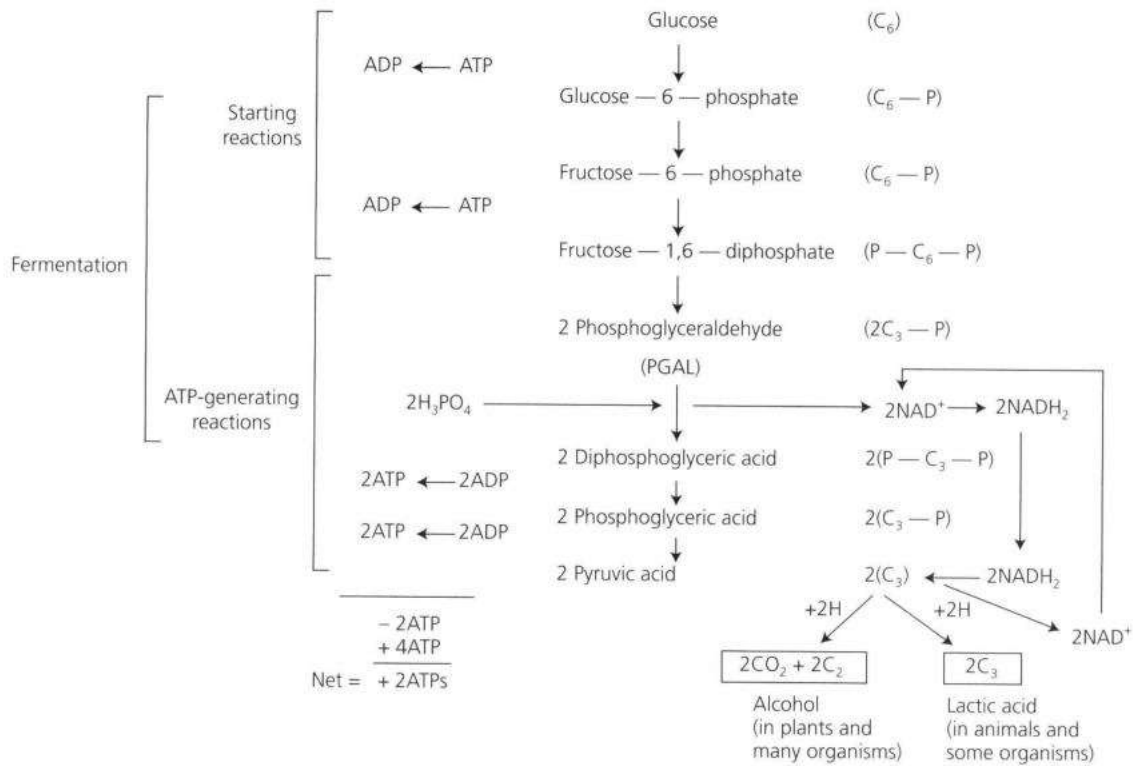 Glucose (C₆)
ADP ← ATP
Glucose — 6 — phosphate (C₆ — P)
Starting
reactions
Fructose — 6 — phosphate (C₆ — P)
ADP ← ATP
Fructose — 1,6 — diphosphate (P — C₆ — P)
Fermentation
2 Phosphoglyceraldehyde (2C₃ — P)
(PGAL)
ATP-generating
reactions
2H₃PO₄ 2NAD⁺ → 2NADH₂
2 Diphosphoglyceric acid 2(P — C₃ — P)
2ATP ← 2ADP
2 Phosphoglyceric acid 2(C₃ — P)
2ATP ← 2ADP
2 Pyruvic acid 2(C₃) ← 2NADH₂
+2H +2H
2NAD⁺
– 2ATP
+ 4ATP
Net = + 2ATPs
2CO₂ + 2C₂ 2C₃
Alcohol
(in plants and
many organisms)
Lactic acid
(in animals and
some organisms)